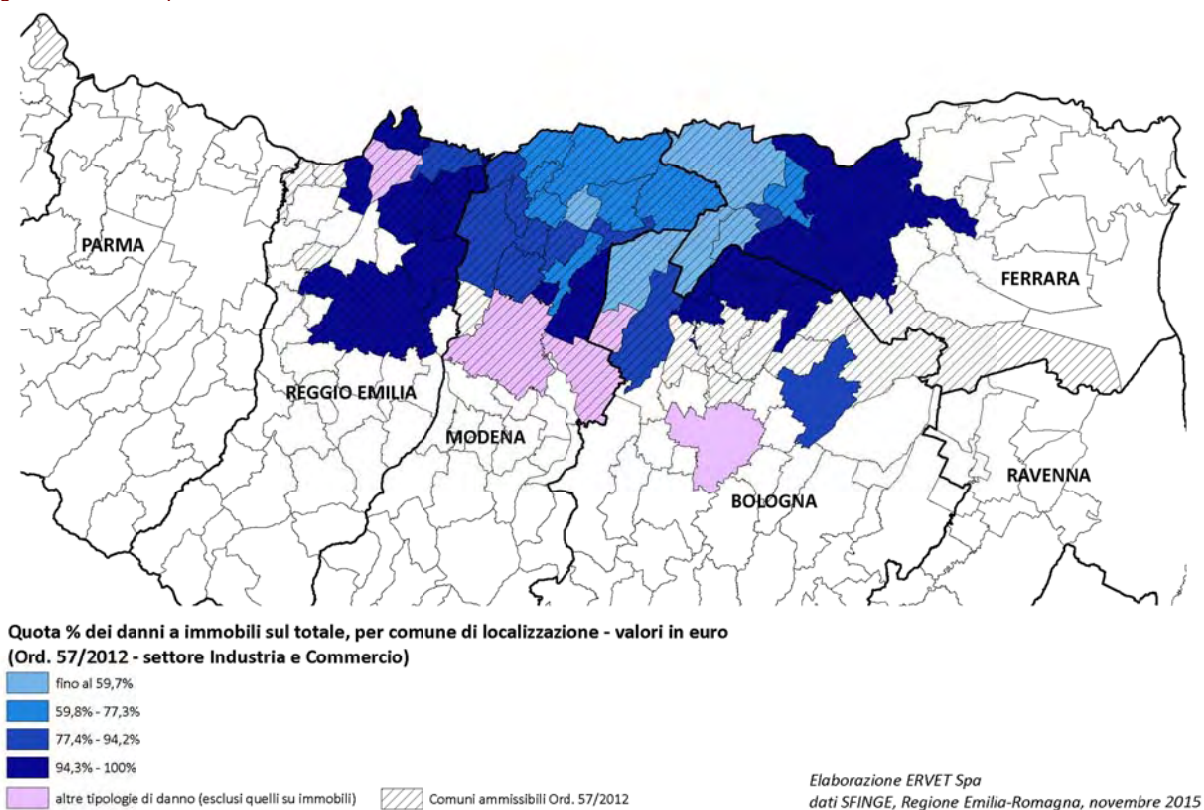 PARMA
FERRARA
REGGIO EMILIA
MODENA
RAVENNA
BOLOGNA
Quota % dei danni a immobili sul totale, per comune di localizzazione - valori in euro
(Ord. 57/2012 - settore Industria e Commercio)
fino al 59,7%
59,8% - 77,3%
77,4% - 94,2%
94,3% - 100%
altre tipologie di danno (esclusi quelli su immobili)
Comuni ammissibili Ord. 57/2012
Elaborazione ERVET Spa
dati SFINGE, Regione Emilia-Romagna, novembre 2015